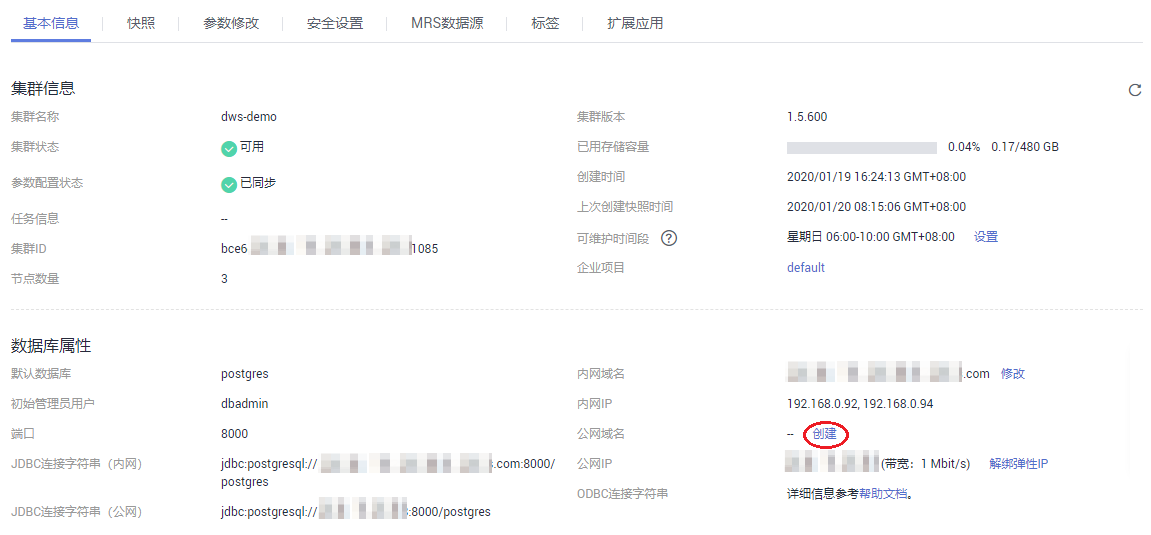 基本信息 快照 参数修改 安全设置 MRS数据源 标签 扩展应用
集群信息
集群名称 dws-demo 集群版本 1.5.600
集群状态 可用 已用存储容量 0.04% 0.17/480 GB
参数配置状态 已同步 创建时间 2020/01/19 16:24:13 GMT+08:00
任务信息 -- 上次创建快照时间 2020/01/20 08:15:06 GMT+08:00
集群ID bce6 1085 可维护时间段 ? 星期日 06:00-10:00 GMT+08:00 设置
节点数量 3 企业项目 default
数据库属性
默认数据库 postgres 内网域名 .com 修改
初始管理员用户 dbadmin 内网IP 192.168.0.92, 192.168.0.94
端口 8000 公网域名 -- 创建
JDBC连接字符串（内网） jdbc:postgresql:// .com:8000/ 公网IP (带宽：1 Mbit/s) 解绑弹性IP
postgres
ODBC连接字符串 详细信息参考帮助文档。
JDBC连接字符串（公网） jdbc:postgresql:// :8000/postgres